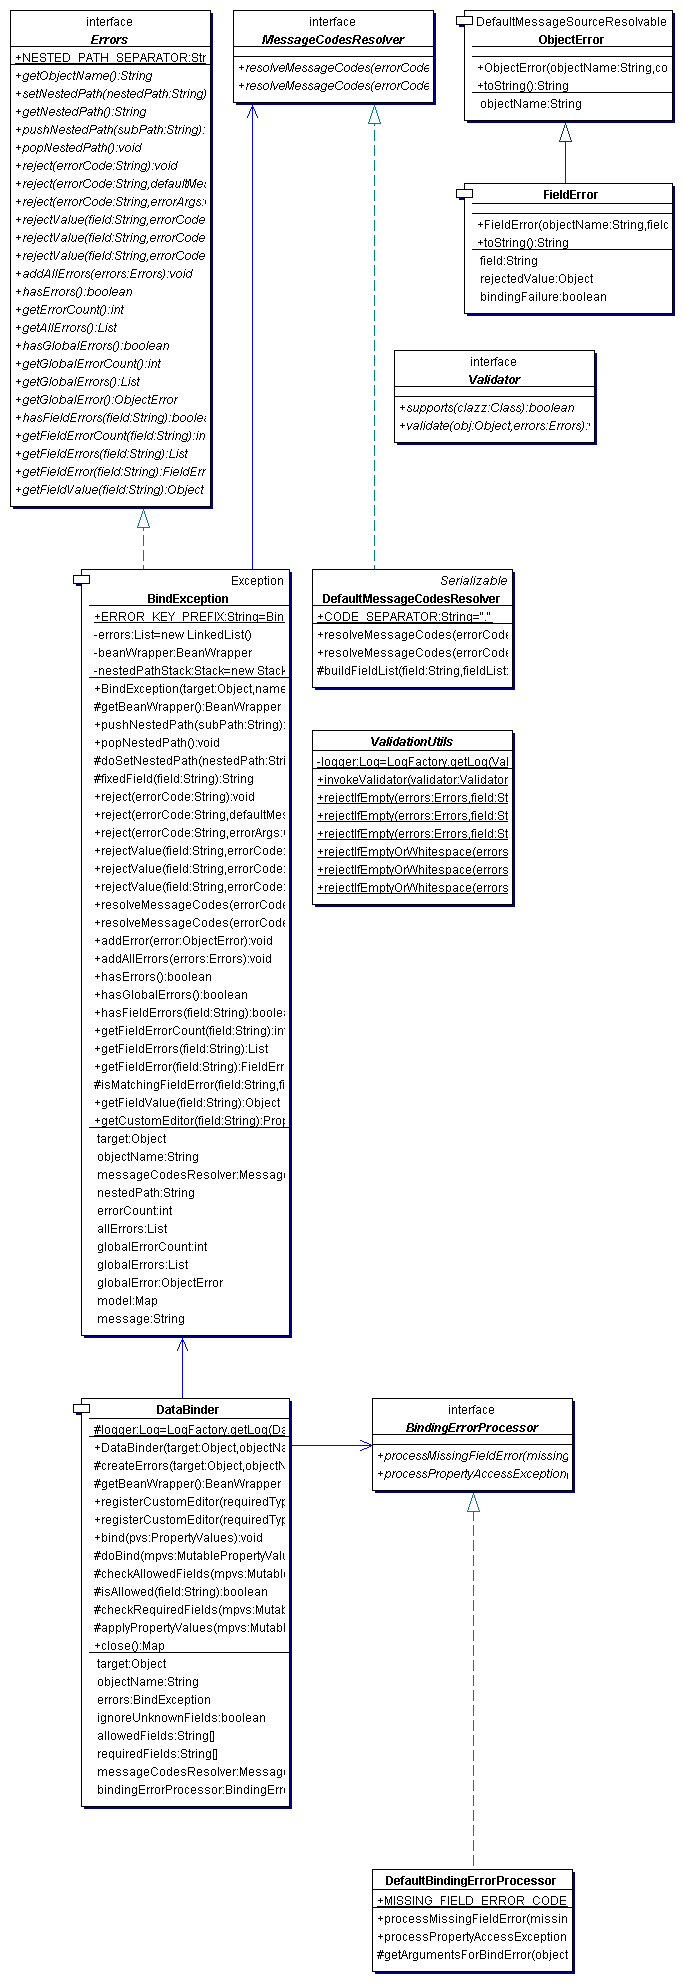 interface
Errors
+NESTED_PATH_SEPARATOR:Str
+getObjectName():String
+setNestedPath(nestedPath:String)
+getNestedPath():String
+pushNestedPath(subPath:String):
+popNestedPath():void
+reject(errorCode:String):void
+reject(errorCode:String,defaultMes
+reject(errorCode:String,errorArgs:
+rejectValue(field:String,errorCode
+rejectValue(field:String,errorCode
+rejectValue(field:String,errorCode
+addAllErrors(errors:Errors):void
+hasErrors():boolean
+getErrorCount():int
+getAllErrors():List
+hasGlobalErrors():boolean
+getGlobalErrorCount():int
+getGlobalErrors():List
+getGlobalError():ObjectError
+hasFieldErrors(field:String):boolea
+getFieldErrorCount(field:String):in
+getFieldErrors(field:String):List
+getFieldError(field:String):FieldErr
+getFieldValue(field:String):Object
interface
MessageCodesResolver
+resolveMessageCodes(errorCode
+resolveMessageCodes(errorCode
DefaultMessageSourceResolvable
ObjectError
+ObjectError(objectName:String,co
+toString():String
objectName:String
FieldError
+FieldError(objectName:String,field
+toString():String
field:String
rejectedValue:Object
bindingFailure:boolean
interface
Validator
+supports(clazz:Class):boolean
+validate(obj:Object,errors:Errors):
Exception
BindException
+ERROR_KEY_PREFIX:String=Bin
-errors:List=new LinkedList()
-beanWrapper:BeanWrapper
-nestedPathStack:Stack=new Stack
+BindException(target:Object,name
#getBeanWrapper():BeanWrapper
+pushNestedPath(subPath:String):
+popNestedPath():void
#doSetNestedPath(nestedPath:Stri
#fixedField(field:String):String
+reject(errorCode:String):void
+reject(errorCode:String,defaultMes
+reject(errorCode:String,errorArgs:
+rejectValue(field:String,errorCode:
+rejectValue(field:String,errorCode:
+rejectValue(field:String,errorCode:
+resolveMessageCodes(errorCode
+resolveMessageCodes(errorCode
+addError(error:ObjectError):void
+addAllErrors(errors:Errors):void
+hasErrors():boolean
+hasGlobalErrors():boolean
+hasFieldErrors(field:String):boolea
+getFieldErrorCount(field:String):in
+getFieldErrors(field:String):List
+getFieldError(field:String):FieldErr
#isMatchingFieldError(field:String,fi
+getFieldValue(field:String):Object
+getCustomEditor(field:String):Prop
target:Object
objectName:String
messageCodesResolver:Message
nestedPath:String
errorCount:int
allErrors:List
globalErrorCount:int
globalErrors:List
globalError:ObjectError
model:Map
message:String
Serializable
DefaultMessageCodesResolver
+CODE_SEPARATOR:String="."
+resolveMessageCodes(errorCode
+resolveMessageCodes(errorCode
#buildFieldList(field:String,fieldList:
ValidationUtils
-logger:Log=LogFactory.getLog(Val
+invokeValidator(validator:Validator
+rejectIfEmpty(errors:Errors,field:St
+rejectIfEmpty(errors:Errors,field:St
+rejectIfEmpty(errors:Errors,field:St
+rejectIfEmptyOrWhitespace(errors
+rejectIfEmptyOrWhitespace(errors
+rejectIfEmptyOrWhitespace(errors
DataBinder
#logger:Log=LogFactory.getLog(Da
+DataBinder(target:Object,objectNa
#createErrors(target:Object,objectN
#getBeanWrapper():BeanWrapper
+registerCustomEditor(requiredTyp
+registerCustomEditor(requiredTyp
+bind(pvs:PropertyValues):void
#doBind(mpvs:MutablePropertyValu
#checkAllowedFields(mpvs:Mutable
#isAllowed(field:String):boolean
#checkRequiredFields(mpvs:Mutab
#applyPropertyValues(mpvs:Mutabl
+close():Map
target:Object
objectName:String
errors:BindException
ignoreUnknownFields:boolean
allowedFields:String[]
requiredFields:String[]
messageCodesResolver:Message
bindingErrorProcessor:BindingErro
interface
BindingErrorProcessor
+processMissingFieldError(missing
+processPropertyAccessException(
DefaultBindingErrorProcessor
+MISSING_FIELD_ERROR_CODE
+processMissingFieldError(missin
+processPropertyAccessException
#getArgumentsForBindError(object